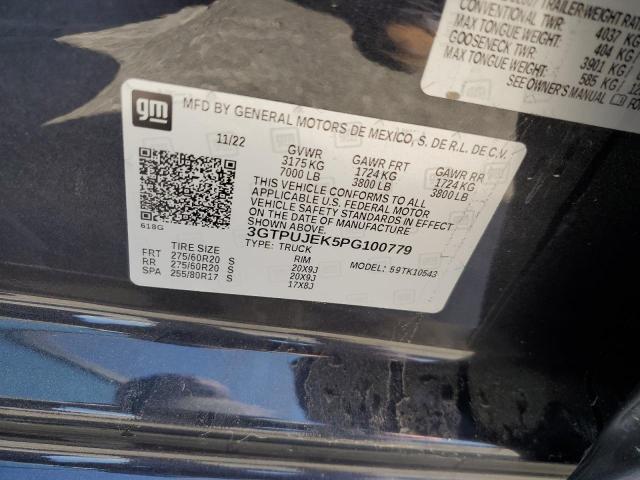 TRAILER WEIGHT
CONVENTIONAL TWR: 4037 KG
MAX TONGUE WEIGHT: 404 KG
GOOSENECK TWR: 3901 KG
MAX TONGUE WEIGHT: 585 KG
SEE OWNER'S MANUAL
gm
MFD BY GENERAL MOTORS DE MEXICO, S. DE R.L. DE C.V.
11/22 GVWR GAWR FRT GAWR RR
3175 KG 1724 KG 1724 KG
7000 LB 3800 LB 3800 LB
THIS VEHICLE CONFORMS TO ALL
APPLICABLE U.S. FEDERAL MOTOR
VEHICLE SAFETY STANDARDS IN EFFECT
ON THE DATE OF MANUFACTURE
SHOWN ABOVE.
618G 3GTPUJEK5PG100779
TYPE: TRUCK MODEL: 59TK10543
TIRE SIZE RIM
FRT 275/60R20 S 20X9J
RR 275/60R20 S 20X9J
SPA 255/80R17 S 17X8J